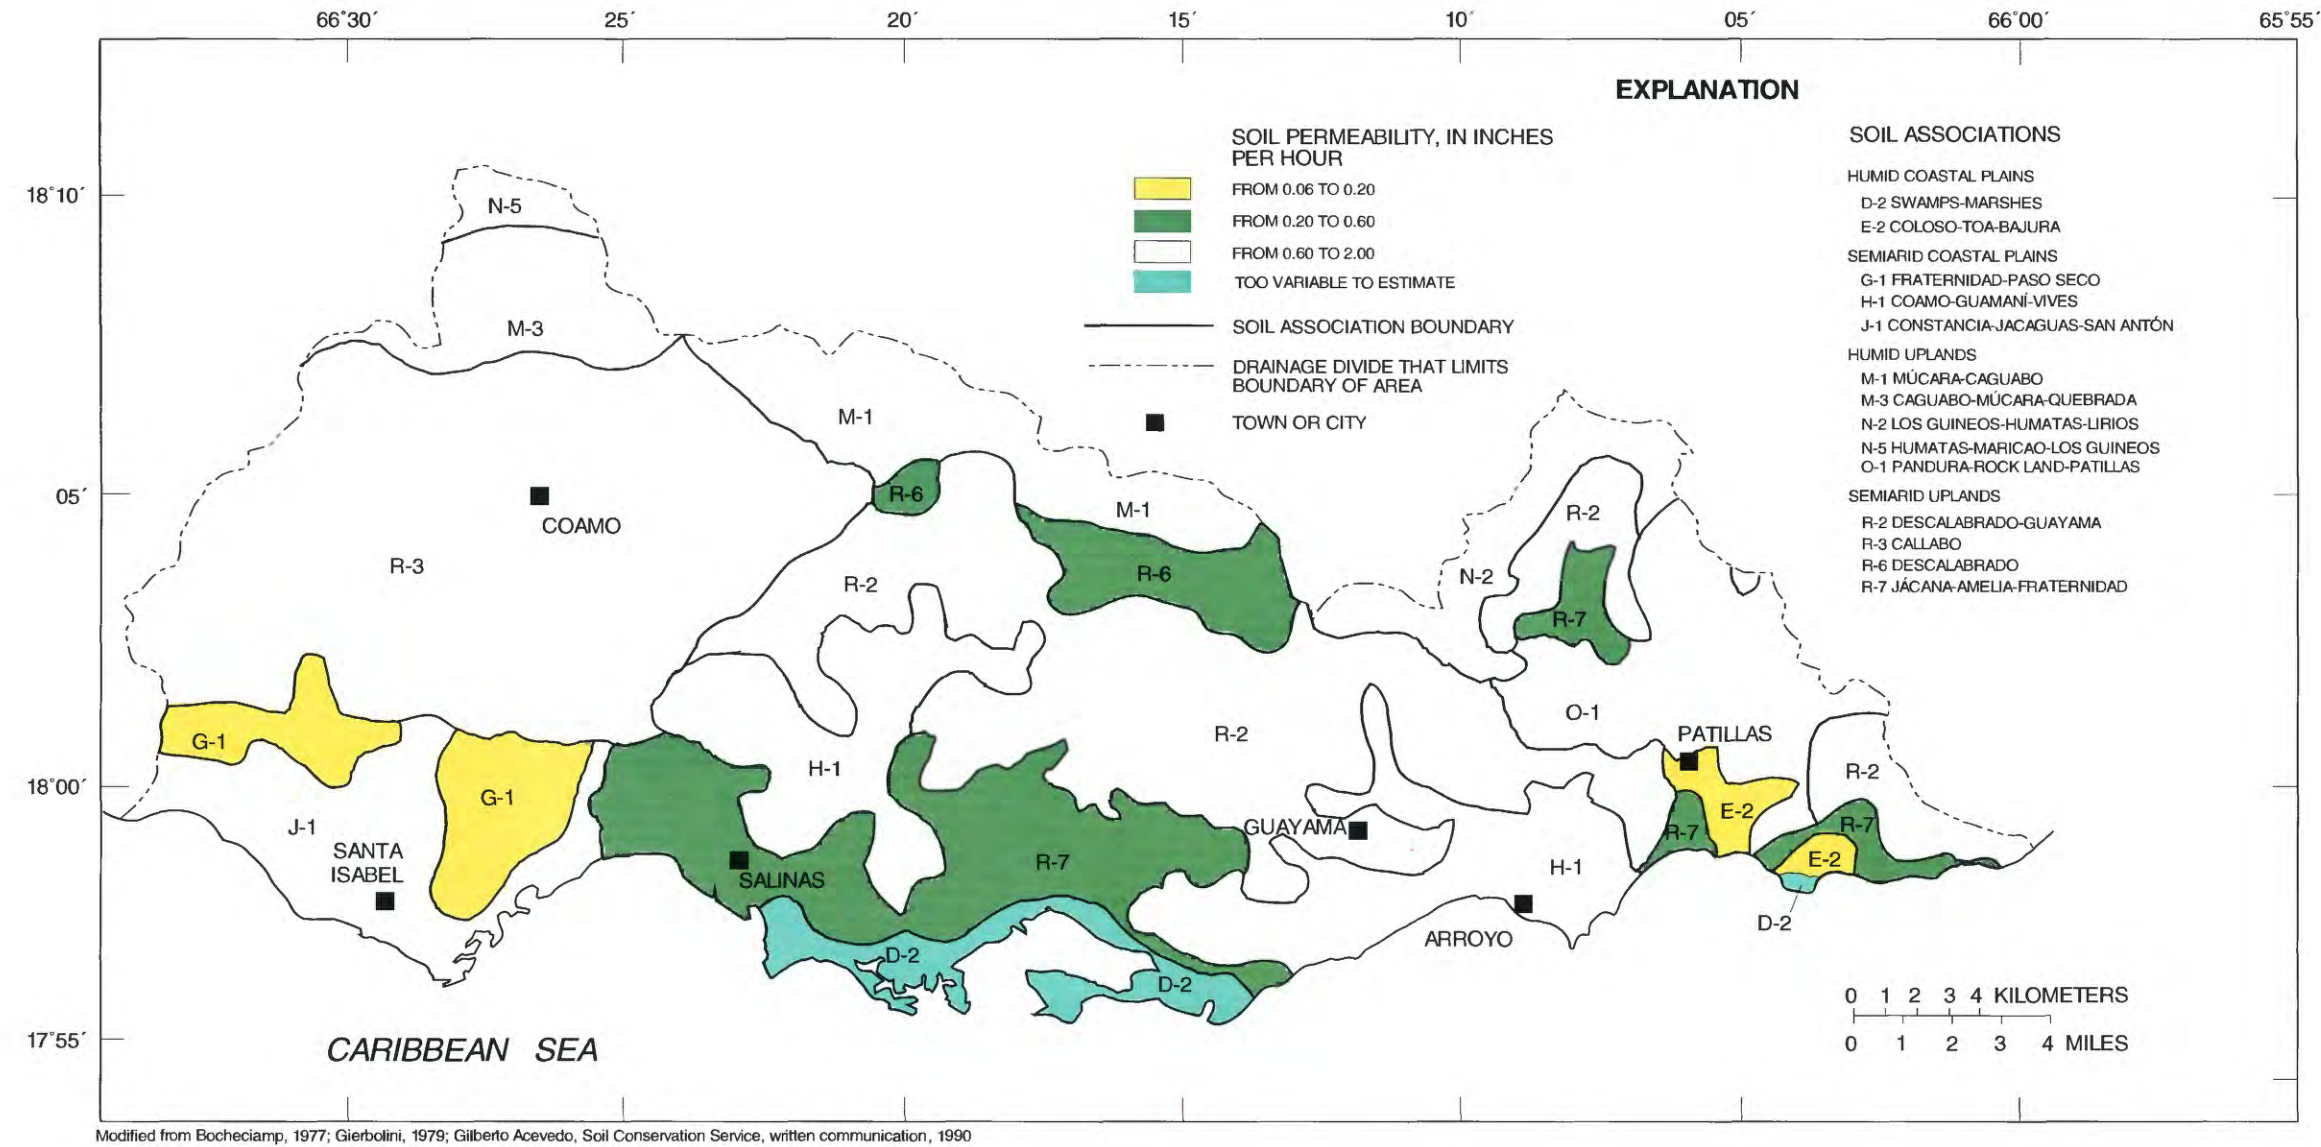 66°30′ 25′ 20′ 15′ 10′ 05′ 66°00′ 65°55′
EXPLANATION
SOIL PERMEABILITY, IN INCHES
PER HOUR
FROM 0.06 TO 0.20
FROM 0.20 TO 0.60
FROM 0.60 TO 2.00
TOO VARIABLE TO ESTIMATE
SOIL ASSOCIATION BOUNDARY
DRAINAGE DIVIDE THAT LIMITS
BOUNDARY OF AREA
TOWN OR CITY
SOIL ASSOCIATIONS
HUMID COASTAL PLAINS
D-2 SWAMPS-MARSHES
E-2 COLOSO-TOA-BAJURA
SEMIARID COASTAL PLAINS
G-1 FRATERNIDAD-PASO SECO
H-1 COAMO-GUAMANÍ-VIVES
J-1 CONSTANCIA-JACAGUAS-SAN ANTÓN
HUMID UPLANDS
M-1 MÚCARA-CAGUABO
M-3 CAGUABO-MÚCARA-QUEBRADA
N-2 LOS GUINEOS-HUMATAS-LIRIOS
N-5 HUMATAS-MARICAO-LOS GUINEOS
O-1 PANDURA-ROCK LAND-PATILLAS
SEMIARID UPLANDS
R-2 DESCALABRADO-GUAYAMA
R-3 CALLABO
R-6 DESCALABRADO
R-7 JÁCANA-AMELIA-FRATERNIDAD
18°10′
05′
18°00′
17°55′
N-5
M-3
M-1
R-6
M-1
R-2
COAMO
R-3
R-2
R-6
N-2
R-7
G-1
R-2
O-1
PATILLAS
H-1
R-2
G-1
E-2
J-1
GUAYAMA
R-7
R-7
SANTA
ISABEL
SALINAS
R-7
H-1
E-2
D-2
ARROYO
D-2
D-2
CARIBBEAN SEA
0 1 2 3 4 KILOMETERS
0 1 2 3 4 MILES
Modified from Bocheciamp, 1977; Gierbolini, 1979; Gilberto Acevedo, Soil Conservation Service, written communication, 1990